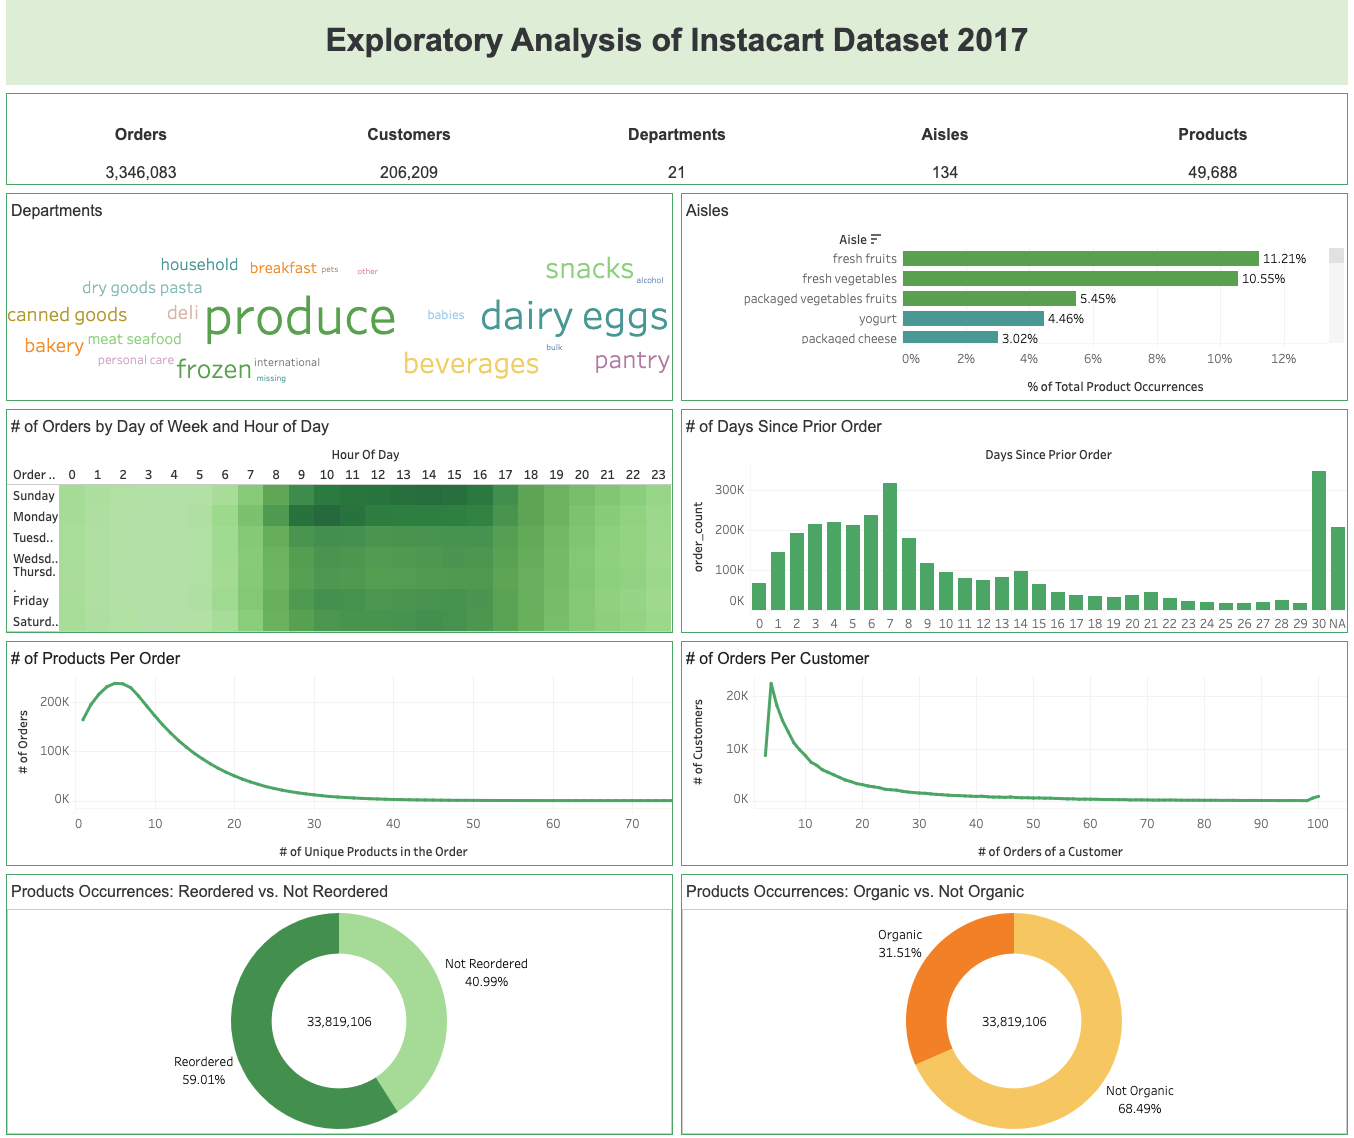 Exploratory Analysis of Instacart Dataset 2017
Orders Customers Departments Aisles Products
3,346,083 206,209 21 134 49,688
Departments
household breakfast pets other snacks alcohol
dry goods pasta
canned goods deli produce babies dairy eggs
bakery meat seafood bulk
personal care frozen international missing beverages pantry
Aisles
Aisle
fresh fruits 11.21%
fresh vegetables 10.55%
packaged vegetables fruits 5.45%
yogurt 4.46%
packaged cheese 3.02%
0% 2% 4% 6% 8% 10% 12%
% of Total Product Occurrences
# of Orders by Day of Week and Hour of Day
Hour Of Day
Order .. 0 1 2 3 4 5 6 7 8 9 10 11 12 13 14 15 16 17 18 19 20 21 22 23
Sunday
Monday
Tuesd..
Wedsd..
Thursd.
.
Friday
Saturd..
# of Days Since Prior Order
Days Since Prior Order
order_count
300K
200K
100K
0K
0 1 2 3 4 5 6 7 8 9 10 11 12 13 14 15 16 17 18 19 20 21 22 23 24 25 26 27 28 29 30 NA
# of Products Per Order
# of Orders
200K
100K
0K
0 10 20 30 40 50 60 70
# of Unique Products in the Order
# of Orders Per Customer
# of Customers
20K
10K
0K
10 20 30 40 50 60 70 80 90 100
# of Orders of a Customer
Products Occurrences: Reordered vs. Not Reordered
Not Reordered
40.99%
33,819,106
Reordered
59.01%
Products Occurrences: Organic vs. Not Organic
Organic
31.51%
33,819,106
Not Organic
68.49%